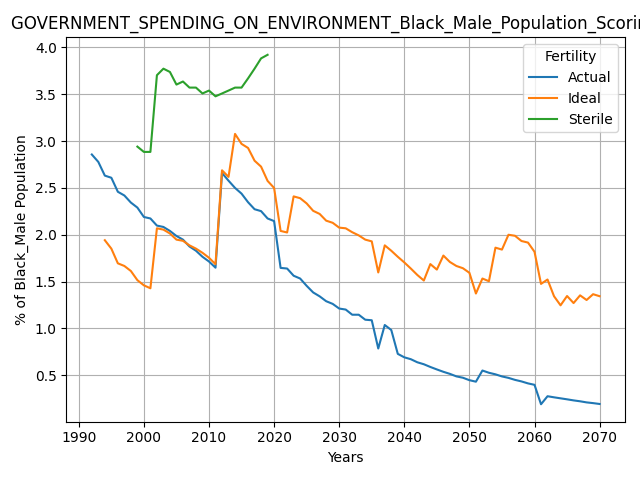 GOVERNMENT_SPENDING_ON_ENVIRONMENT_Black_Male_Population_Scorin
Fertility
Actual
Ideal
Sterile
% of Black_Male Population
4.0
3.5
3.0
2.5
2.0
1.5
1.0
0.5
1990 2000 2010 2020 2030 2040 2050 2060 2070
Years